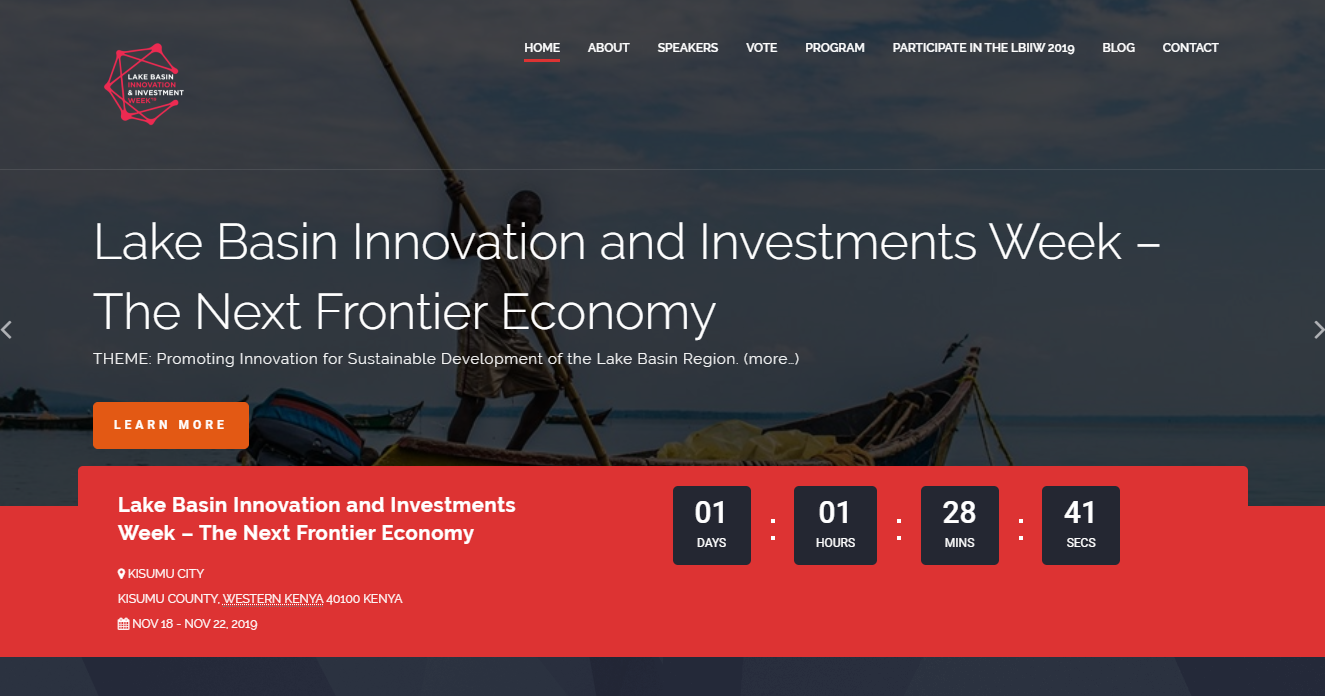 LAKE BASIN
INNOVATION
& INVESTMENT
WEEK™
HOME ABOUT SPEAKERS VOTE PROGRAM PARTICIPATE IN THE LBIIW 2019 BLOG CONTACT
Lake Basin Innovation and Investments Week –
The Next Frontier Economy
THEME: Promoting Innovation for Sustainable Development of the Lake Basin Region. (more…)
LEARN MORE
Lake Basin Innovation and Investments
Week – The Next Frontier Economy
KISUMU CITY
KISUMU COUNTY, WESTERN KENYA 40100 KENYA
NOV 18 - NOV 22, 2019
01 : 01 : 28 : 41
DAYS HOURS MINS SECS